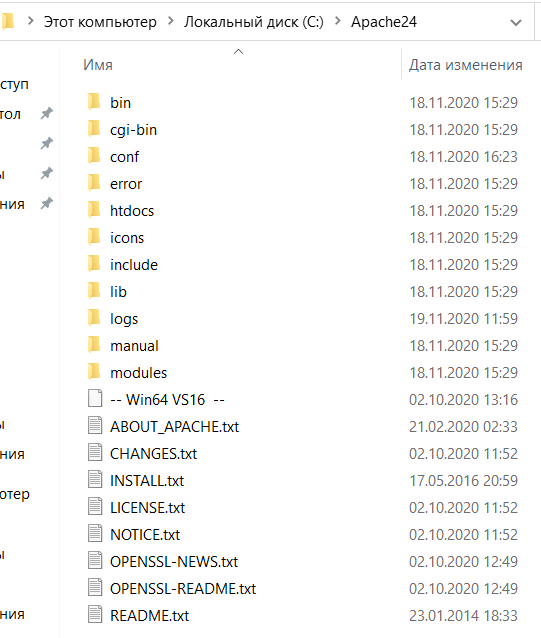 Этот компьютер > Локальный диск (C:) > Apache24
Имя Дата изменения
ступ
тол
ы
ния
bin 18.11.2020 15:29
cgi-bin 18.11.2020 15:29
conf 18.11.2020 16:23
error 18.11.2020 15:29
htdocs 18.11.2020 15:29
icons 18.11.2020 15:29
include 18.11.2020 15:29
lib 18.11.2020 15:29
logs 19.11.2020 11:59
manual 18.11.2020 15:29
modules 18.11.2020 15:29
-- Win64 VS16 -- 02.10.2020 13:16
ABOUT_APACHE.txt 21.02.2020 02:33
CHANGES.txt 02.10.2020 11:52
INSTALL.txt 17.05.2016 20:59
LICENSE.txt 02.10.2020 11:52
NOTICE.txt 02.10.2020 11:52
OPENSSL-NEWS.txt 02.10.2020 12:49
OPENSSL-README.txt 02.10.2020 12:49
README.txt 23.01.2014 18:33
ы
ния
ютер
ы
ния